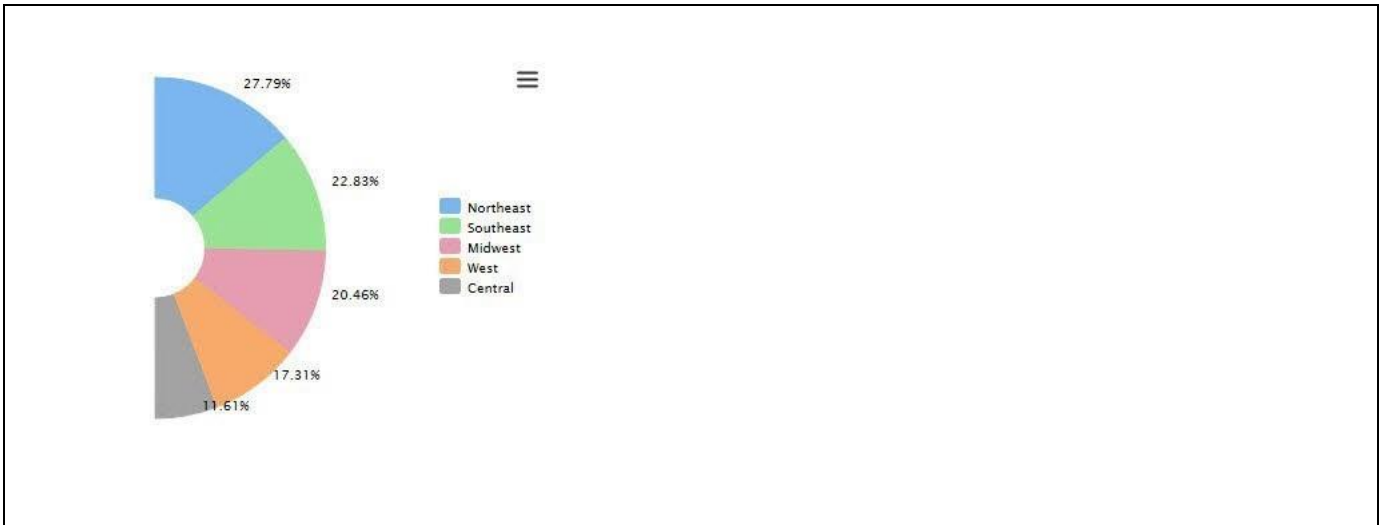 27.79%
22.83%
Northeast
Southeast
Midwest
West
Central
20.46%
17.31%
11.61%